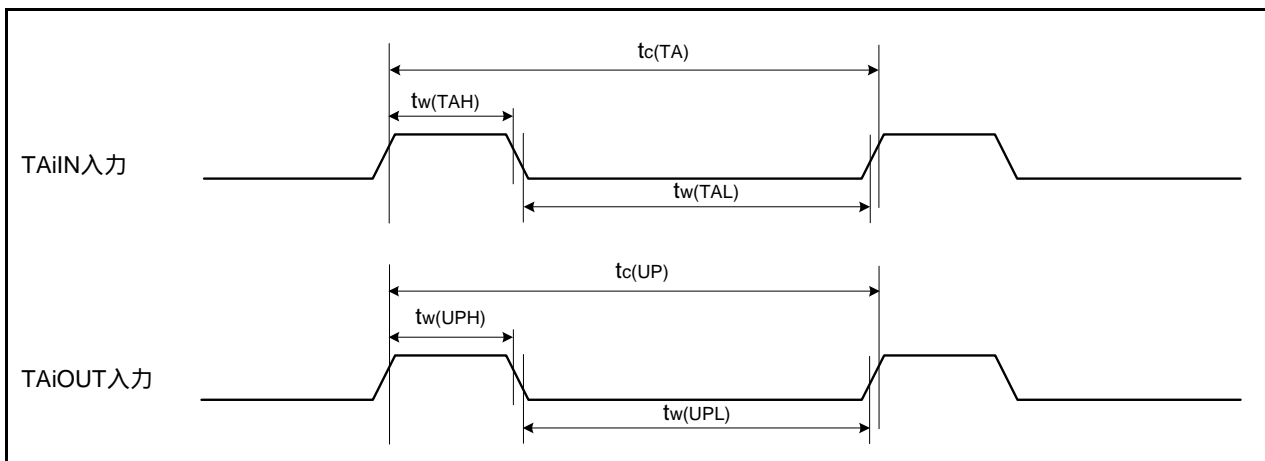 tc(TA)
tw(TAH)
TAiIN入力
tw(TAL)
tc(UP)
tw(UPH)
TAiOUT入力
tw(UPL)